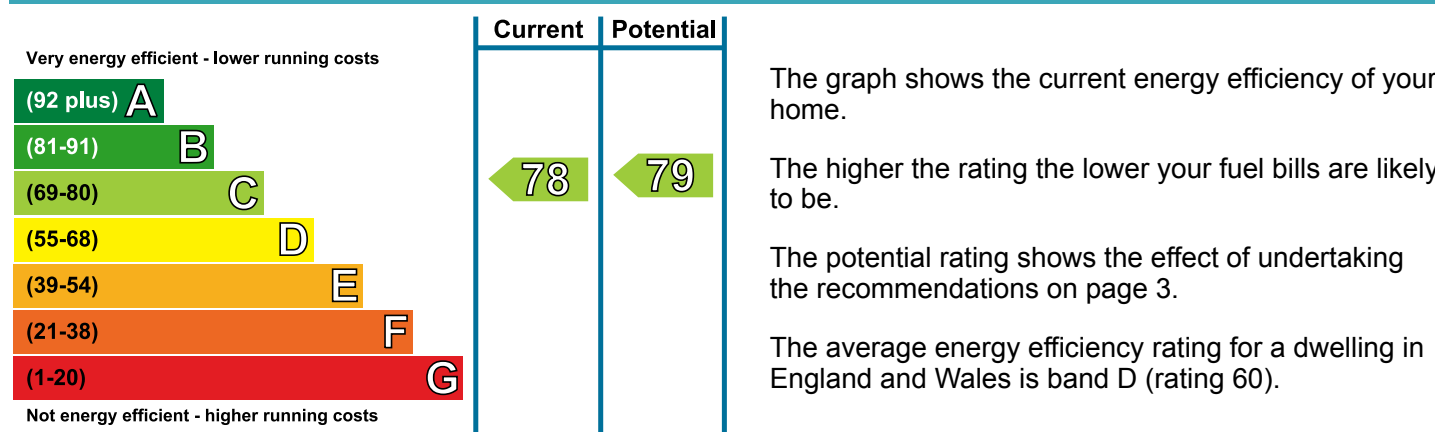 Current Potential
Very energy efficient - lower running costs
(92 plus) A
(81-91) B
(69-80) C
(55-68) D
(39-54) E
(21-38) F
(1-20) G
Not energy efficient - higher running costs
78 79
The graph shows the current energy efficiency of your
home.
The higher the rating the lower your fuel bills are likely
to be.
The potential rating shows the effect of undertaking
the recommendations on page 3.
The average energy efficiency rating for a dwelling in
England and Wales is band D (rating 60).